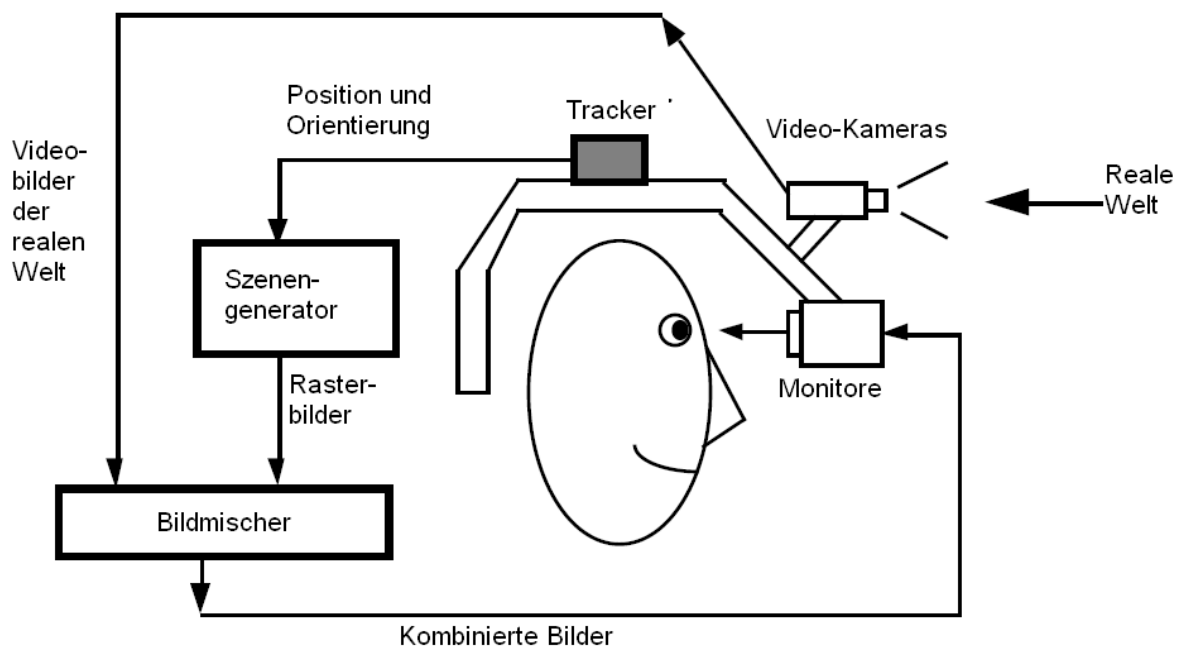 Position und
Orientierung
Tracker
Video-Kameras
Video-
bilder
der
realen
Welt
Reale
Welt
Szenen-
generator
Raster-
bilder
Monitore
Bildmischer
Kombinierte Bilder